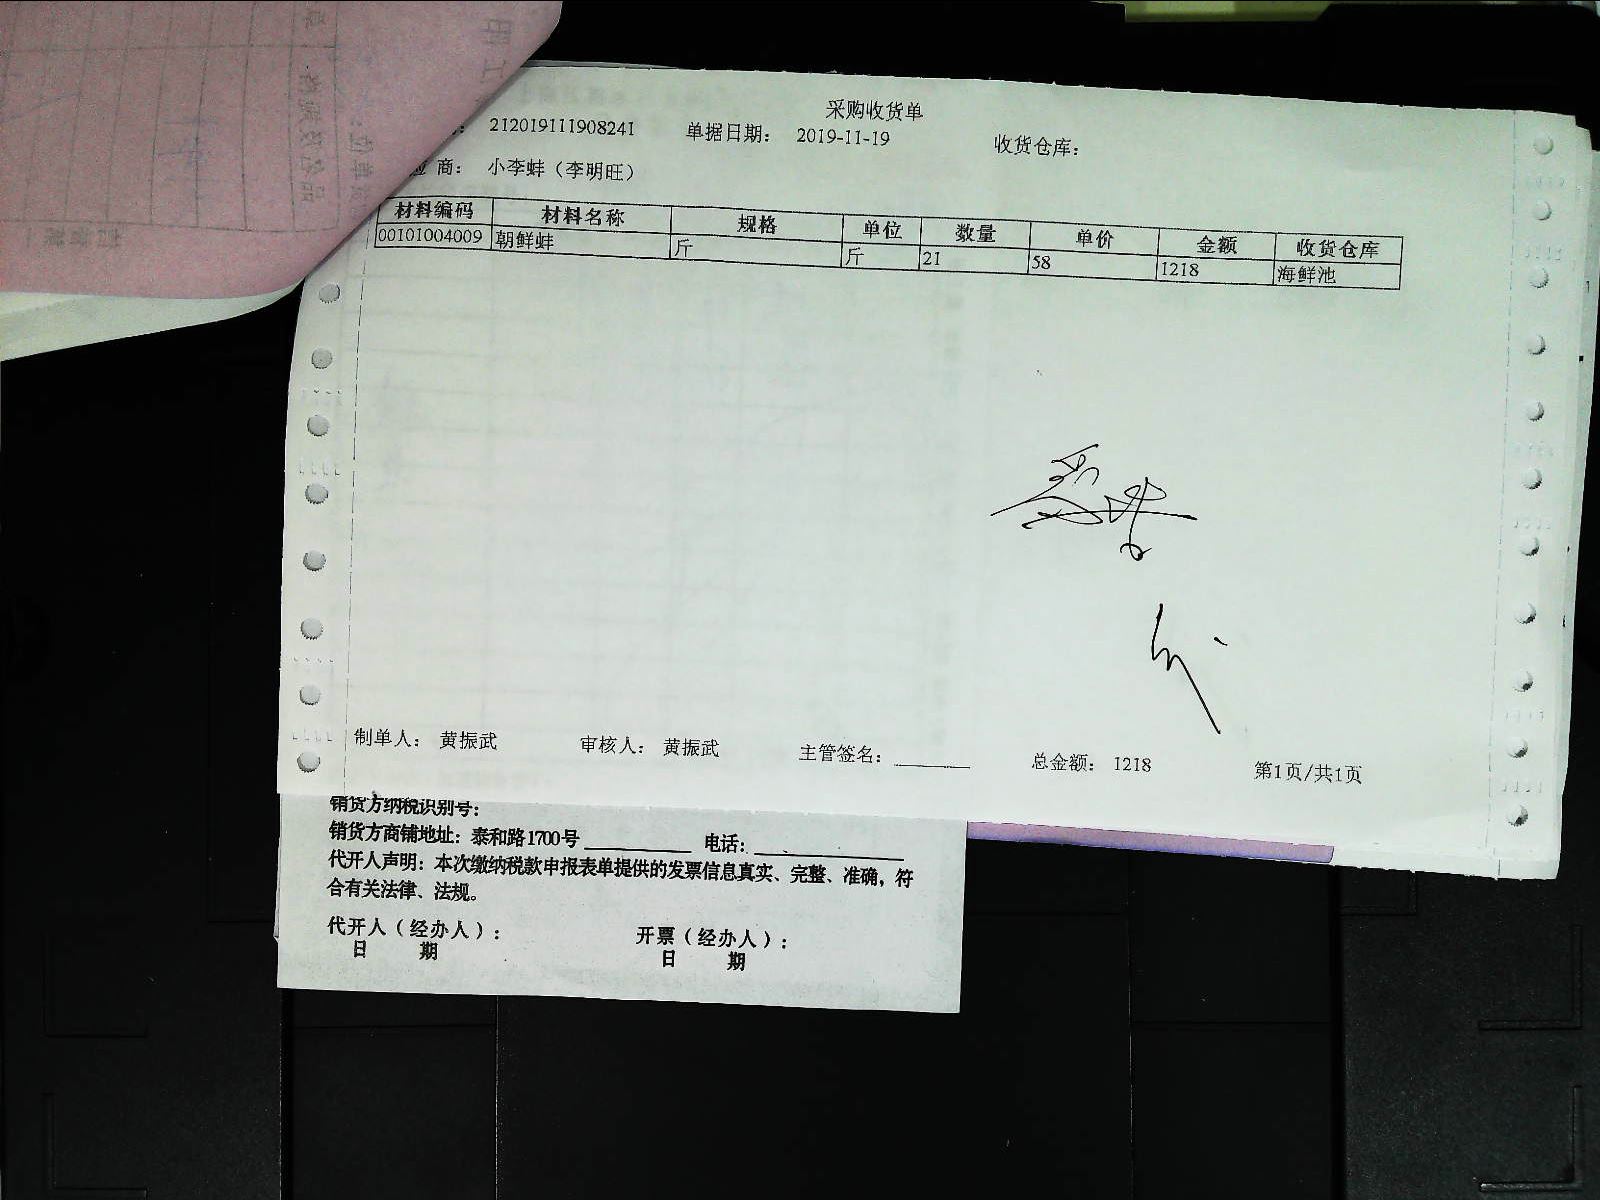 采购收货单
212019111908241 单据日期： 2019-11-19 收货仓库：
商： 小李蚌（李明旺）
材料编码 材料名称 规格 单位 数量 单价 金额 收货仓库
00101004009 朝鲜蚌 斤 斤 21 58 1218 海鲜池
制单人： 黄振武 审核人： 黄振武 主管签名： 总金额： 1218 第1页/共1页
销货方纳税识别号：
销货方商铺地址：泰和路1700号 电话：
代开人声明：本次缴纳税款申报表单提供的发票信息真实、完整、准确，符
合有关法律、法规。
代开人（经办人）： 开票（经办人）：
日 期 日 期